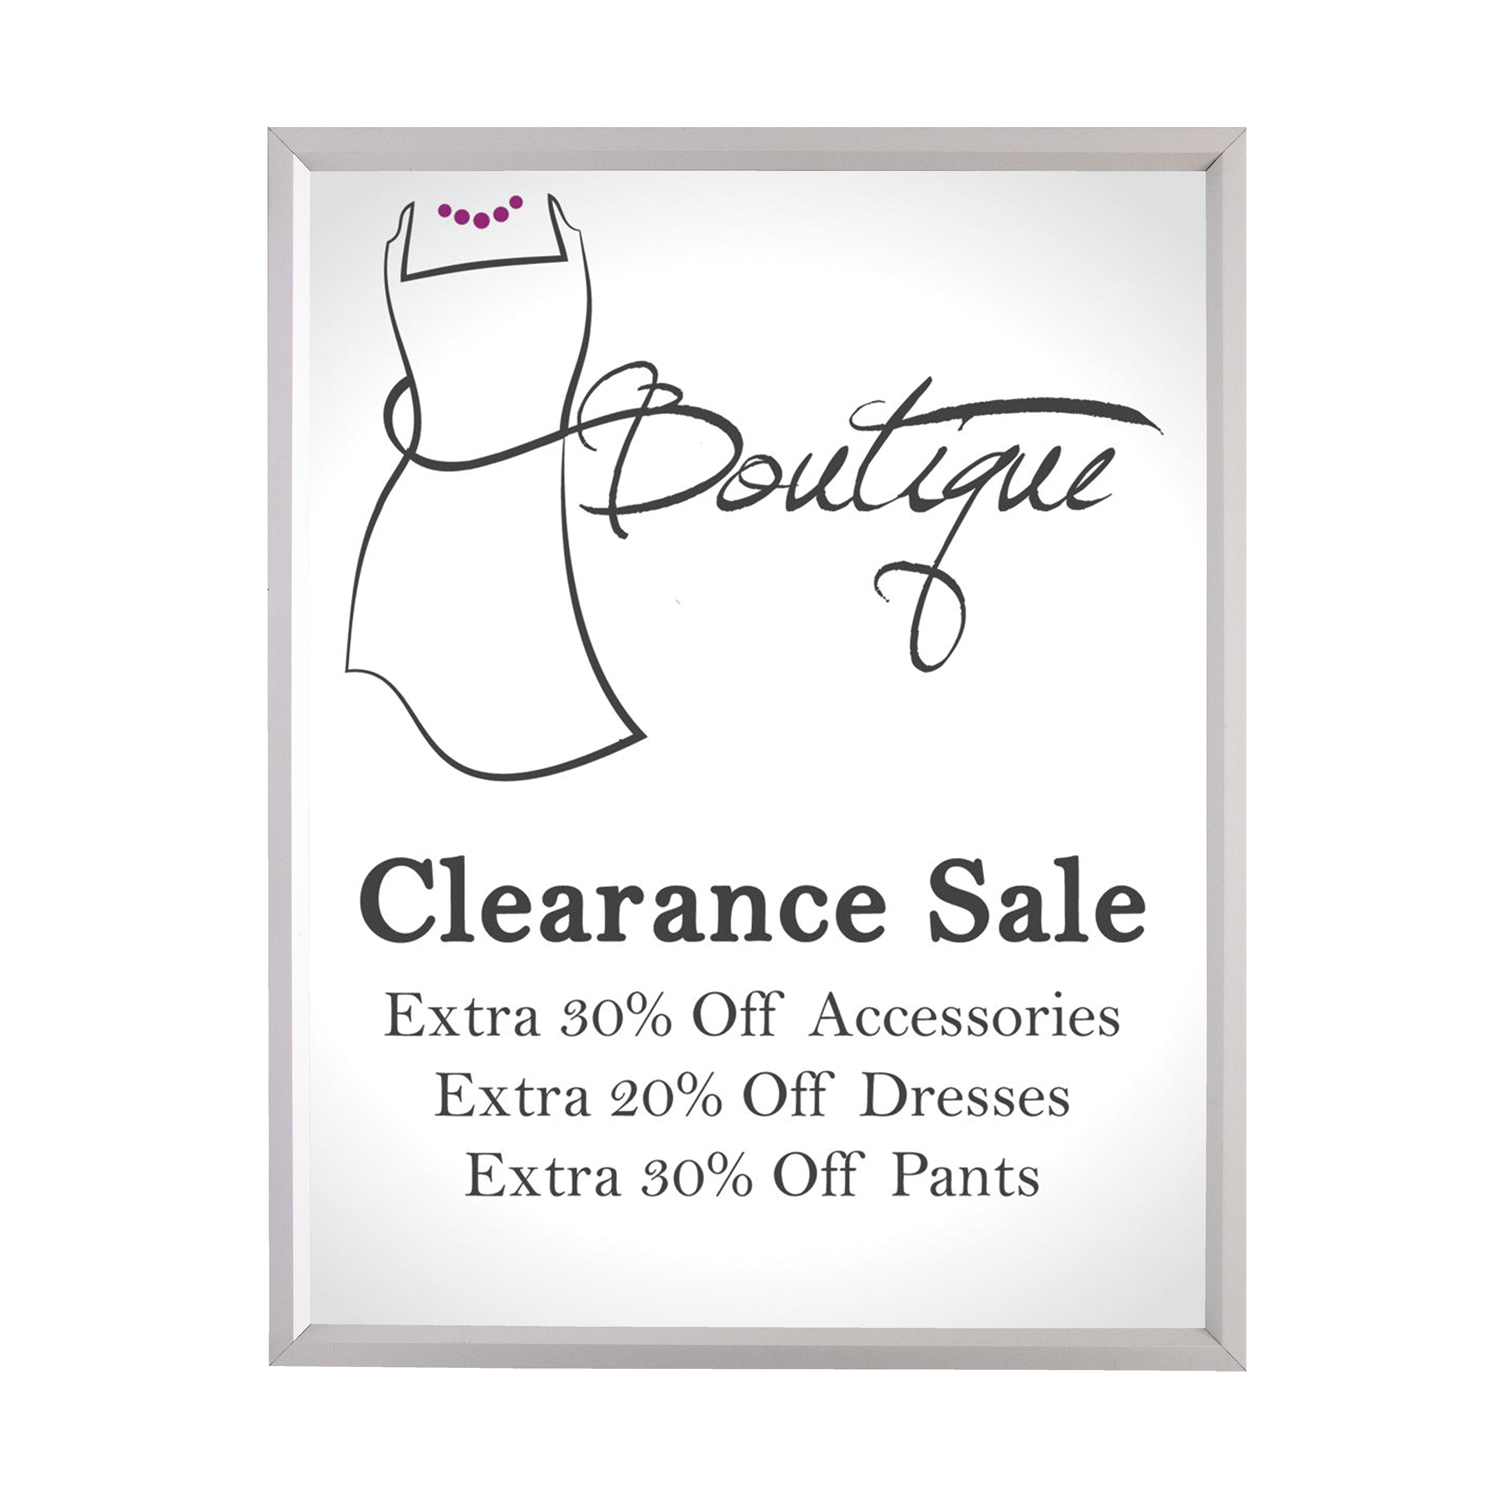 Boutique
Clearance Sale
Extra 30% Off Accessories
Extra 20% Off Dresses
Extra 30% Off Pants